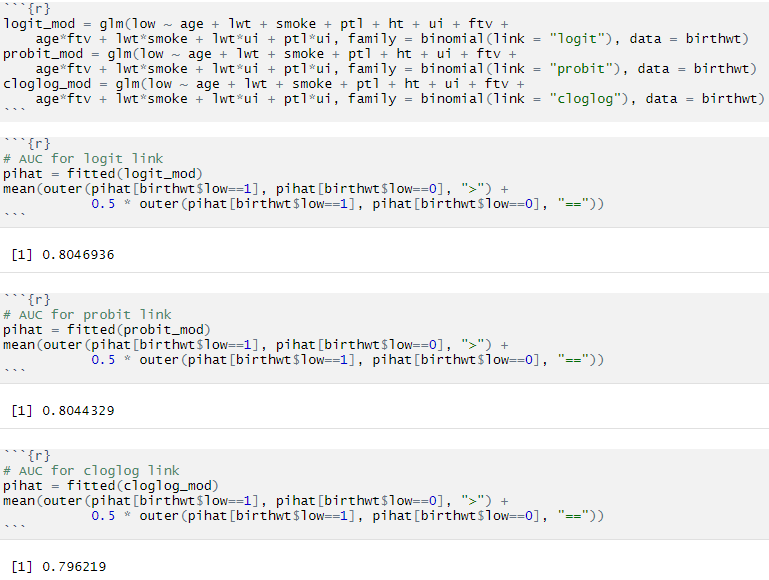 ```{r}
logit_mod = glm(low ~ age + lwt + smoke + ptl + ht + ui + ftv +
    age*ftv + lwt*smoke + lwt*ui + ptl*ui, family = binomial(link = "logit"), data = birthwt)
probit_mod = glm(low ~ age + lwt + smoke + ptl + ht + ui + ftv +
    age*ftv + lwt*smoke + lwt*ui + ptl*ui, family = binomial(link = "probit"), data = birthwt)
cloglog_mod = glm(low ~ age + lwt + smoke + ptl + ht + ui + ftv +
    age*ftv + lwt*smoke + lwt*ui + ptl*ui, family = binomial(link = "cloglog"), data = birthwt)
```
```{r}
# AUC for logit link
pihat = fitted(logit_mod)
mean(outer(pihat[birthwt$low==1], pihat[birthwt$low==0], ">") +
           0.5 * outer(pihat[birthwt$low==1], pihat[birthwt$low==0], "=="))
```
[1] 0.8046936
```{r}
# AUC for probit link
pihat = fitted(probit_mod)
mean(outer(pihat[birthwt$low==1], pihat[birthwt$low==0], ">") +
           0.5 * outer(pihat[birthwt$low==1], pihat[birthwt$low==0], "=="))
```
[1] 0.8044329
```{r}
# AUC for cloglog link
pihat = fitted(cloglog_mod)
mean(outer(pihat[birthwt$low==1], pihat[birthwt$low==0], ">") +
           0.5 * outer(pihat[birthwt$low==1], pihat[birthwt$low==0], "=="))
```
[1] 0.796219